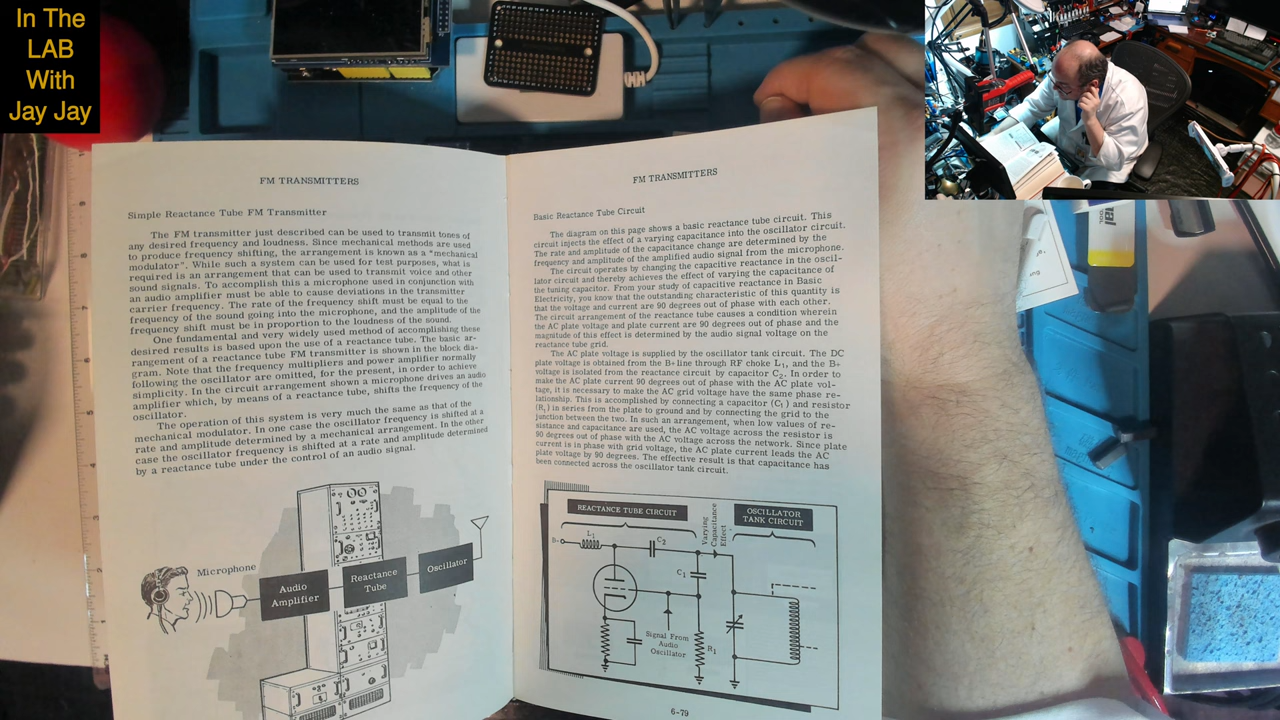 In The
LAB
With
Jay Jay
FM TRANSMITTERS
Simple Reactance Tube FM Transmitter
The FM transmitter just described can be used to transmit tones of
any desired frequency and loudness. Since mechanical methods are used
to produce frequency shifting, the arrangement is known as a "mechanical
modulator". While such a system can be used for test purposes, what is
required is an arrangement that can be used to transmit voice and other
sound signals. To accomplish this a microphone used in conjunction with
an audio amplifier must be able to cause deviations in the transmitter
carrier frequency. The rate of the frequency shift must be equal to the
frequency of the sound going into the microphone, and the amplitude of the
frequency shift must be in proportion to the loudness of the sound.
One fundamental and very widely used method of accomplishing these
desired results is based upon the use of a reactance tube. The basic ar-
rangement of a reactance tube FM transmitter is shown in the block dia-
gram. Note that the frequency multipliers and power amplifier normally
following the oscillator are omitted, for the present, in order to achieve
simplicity. In the circuit arrangement shown a microphone drives an audio
amplifier which, by means of a reactance tube, shifts the frequency of the
oscillator.
The operation of this system is very much the same as that of the
mechanical modulator. In one case the oscillator frequency is shifted at a
rate and amplitude determined by a mechanical arrangement. In the other
case the oscillator frequency is shifted at a rate and amplitude determined
by a reactance tube under the control of an audio signal.
Microphone
Audio
Amplifier
Reactance
Tube
Oscillator
FM TRANSMITTERS
Basic Reactance Tube Circuit
The diagram on this page shows a basic reactance tube circuit. This
circuit injects the effect of a varying capacitance into the oscillator circuit.
The rate and amplitude of the capacitance change are determined by the
frequency and amplitude of the amplified audio signal from the microphone.
The circuit operates by changing the capacitive reactance in the oscil-
lator circuit and thereby achieves the effect of varying the capacitance of
the tuning capacitor. From your study of capacitive reactance in Basic
Electricity, you know that the outstanding characteristic of this quantity is
that the voltage and current are 90 degrees out of phase with each other.
The circuit arrangement of the reactance tube causes a condition wherein
the AC plate voltage and plate current are 90 degrees out of phase and the
magnitude of this effect is determined by the audio signal voltage on the
reactance tube grid.
The AC plate voltage is supplied by the oscillator tank circuit. The DC
plate voltage is obtained from the B+ line through RF choke L1, and the B+
voltage is isolated from the reactance circuit by capacitor C2. In order to
make the AC plate current 90 degrees out of phase with the AC plate vol-
tage, it is necessary to make the AC grid voltage have the same phase re-
lationship. This is accomplished by connecting a capacitor (C1) and resistor
(R1) in series from the plate to ground and by connecting the grid to the
junction between the two. In such an arrangement, when low values of re-
sistance and capacitance are used, the AC voltage across the resistor is
90 degrees out of phase with the AC voltage across the network. Since plate
current is in phase with grid voltage, the AC plate current leads the AC
plate voltage by 90 degrees. The effective result is that capacitance has
been connected across the oscillator tank circuit.
REACTANCE TUBE CIRCUIT
Varying
Capacitance
Effect
OSCILLATOR
TANK CIRCUIT
B+
L1
C2
C1
Signal From
Audio
Oscillator
R1
6-79